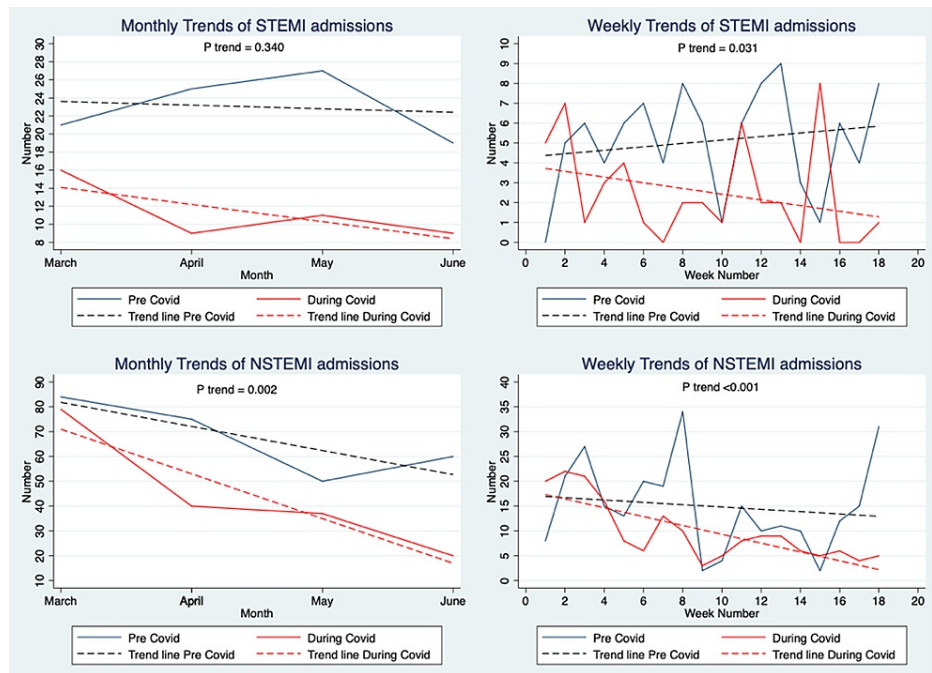 Monthly Trends of STEMI admissions
P trend = 0.340
Number
30
28
26
24
22
20
18
16
14
12
10
8
March April May June
Month
Pre Covid During Covid
Trend line Pre Covid Trend line During Covid
Weekly Trends of STEMI admissions
P trend = 0.031
Number
10
9
8
7
6
5
4
3
2
1
0
0 2 4 6 8 10 12 14 16 18 20
Week Number
Pre Covid During Covid
Trend line Pre Covid Trend line During Covid
Monthly Trends of NSTEMI admissions
P trend = 0.002
Number
90
80
70
60
50
40
30
20
10
March April May June
Month
Pre Covid During Covid
Trend line Pre Covid Trend line During Covid
Weekly Trends of NSTEMI admissions
P trend <0.001
Number
40
35
30
25
20
15
10
5
0
0 2 4 6 8 10 12 14 16 18 20
Week Number
Pre Covid During Covid
Trend line Pre Covid Trend line During Covid